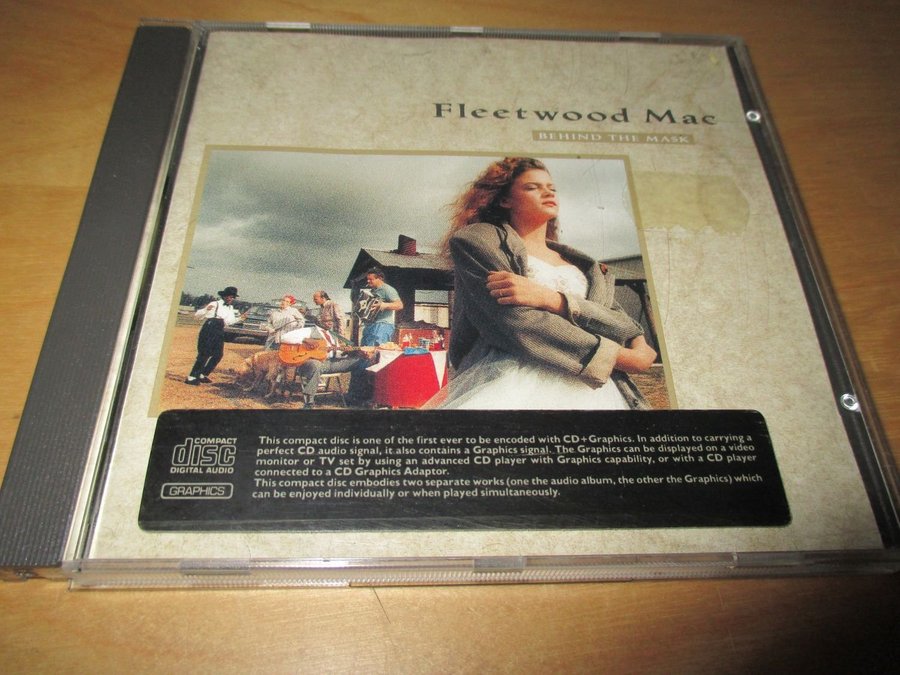 Fleetwood Mac
BEHIND THE MASK
COMPACT
disc
DIGITAL AUDIO
GRAPHICS
This compact disc is one of the first ever to be encoded with CD+Graphics. In addition to carrying a
perfect CD audio signal, it also contains a Graphics signal. The Graphics can be displayed on a video
monitor or TV set by using an advanced CD player with Graphics capability, or with a CD player
connected to a CD Graphics Adaptor.
This compact disc embodies two separate works (one the audio album, the other the Graphics) which
can be enjoyed individually or when played simultaneously.